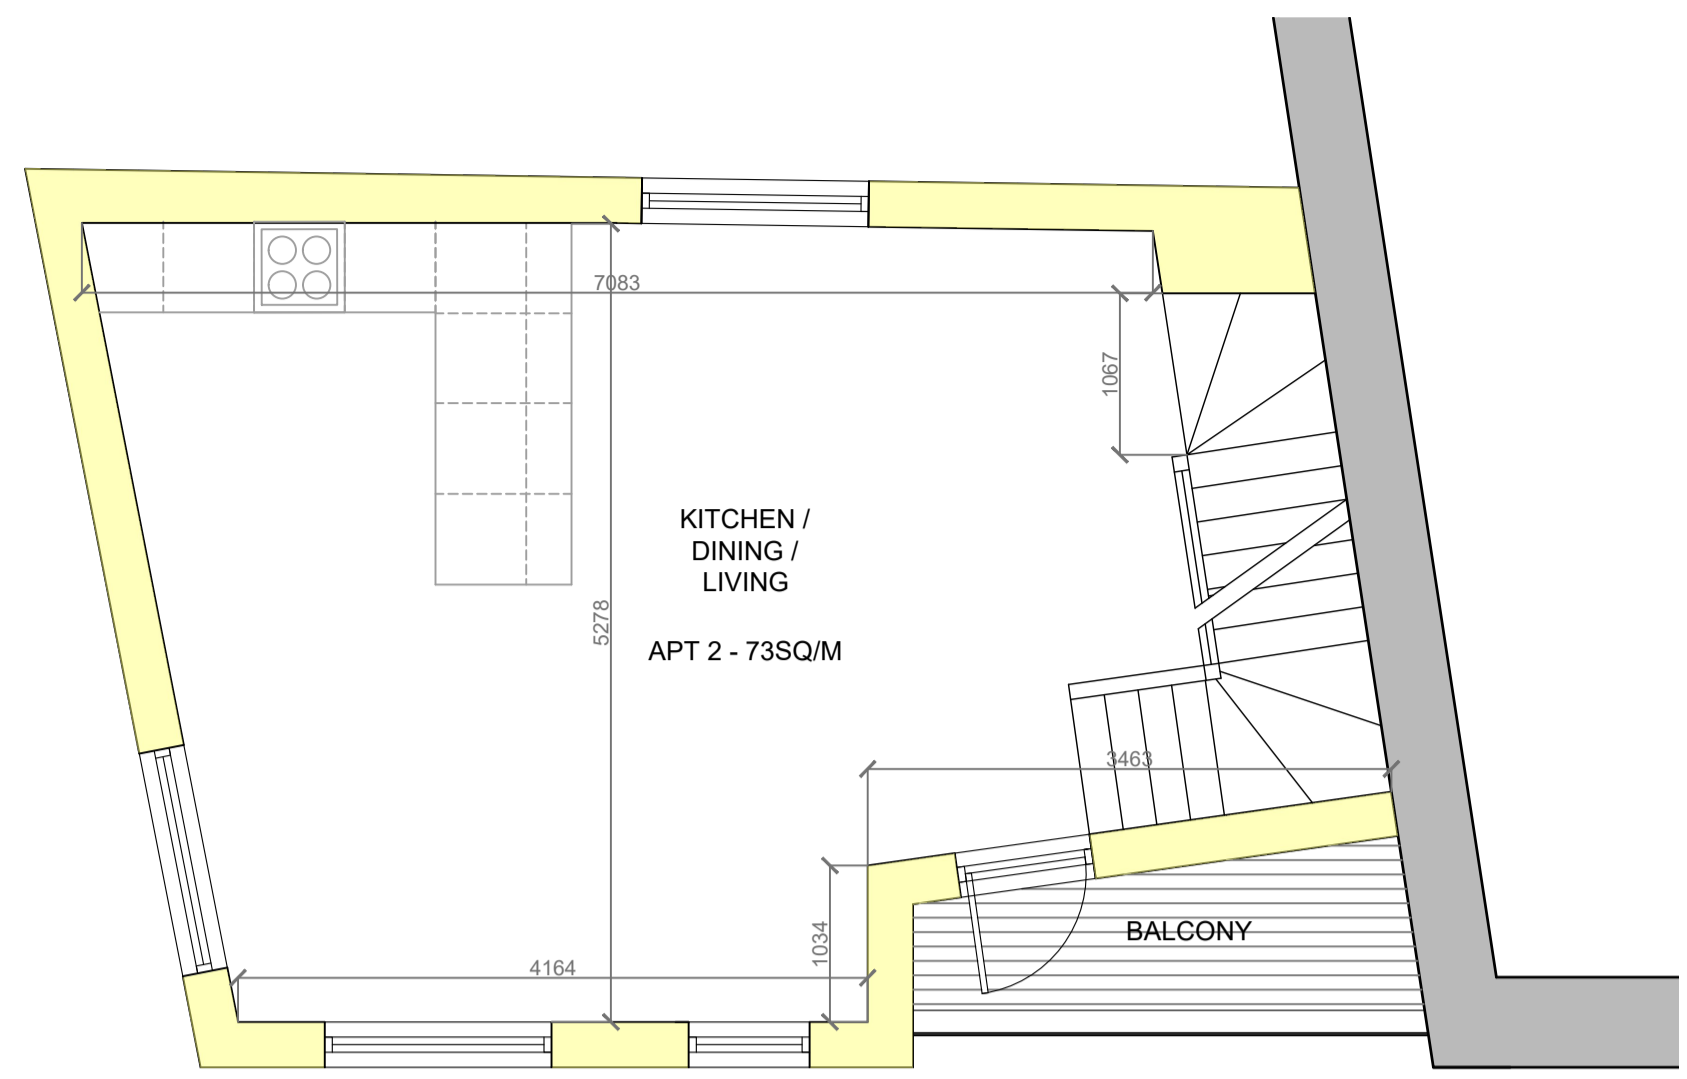 7083
1067
KITCHEN /
DINING /
LIVING
5278
APT 2 - 73SQ/M
3463
1034
BALCONY
4164